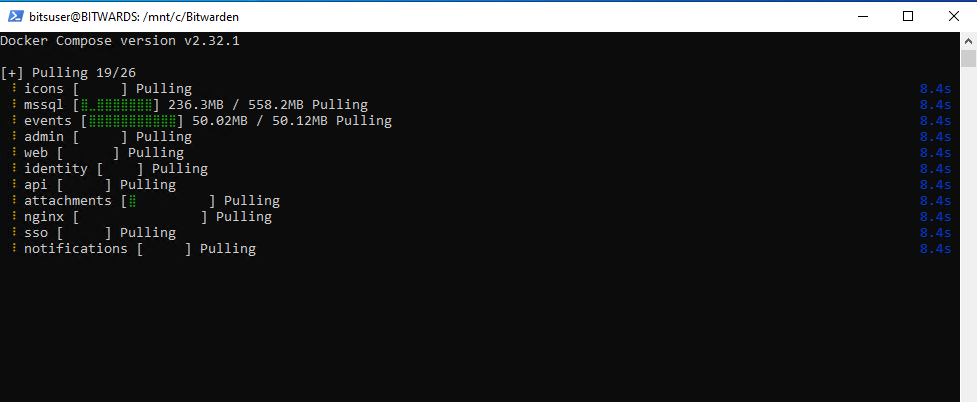 bitsuser@BITWARDS: /mnt/c/Bitwarden
Docker Compose version v2.32.1
[+] Pulling 19/26
⠸ icons [     ] Pulling 8.4s
⠸ mssql [⣿⣀⣿⣿⣿⣿⣿⣿⣿] 236.3MB / 558.2MB Pulling 8.4s
⠸ events [⣿⣿⣿⣿⣿⣿⣿⣿⣿⣿⣿] 50.02MB / 50.12MB Pulling 8.4s
⠸ admin [     ] Pulling 8.4s
⠸ web [      ] Pulling 8.4s
⠸ identity [    ] Pulling 8.4s
⠸ api [     ] Pulling 8.4s
⠸ attachments [⣿         ] Pulling 8.4s
⠸ nginx [               ] Pulling 8.4s
⠸ sso [     ] Pulling 8.4s
⠸ notifications [     ] Pulling 8.4s